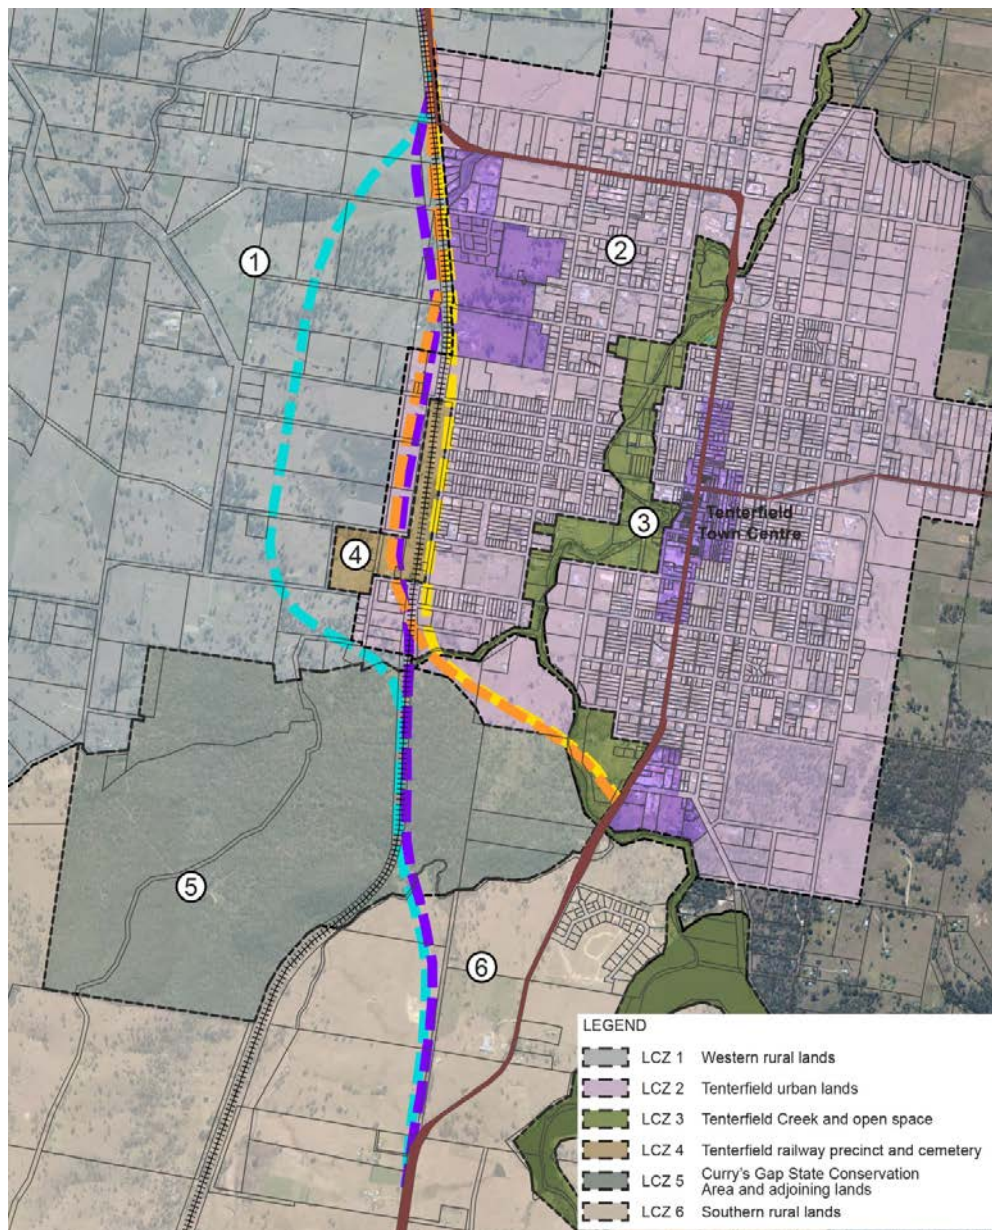 1
2
3
Tenterfield
Town Centre
4
5
6
LEGEND
LCZ 1 Western rural lands
LCZ 2 Tenterfield urban lands
LCZ 3 Tenterfield Creek and open space
LCZ 4 Tenterfield railway precinct and cemetery
LCZ 5 Curry's Gap State Conservation
Area and adjoining lands
LCZ 6 Southern rural lands